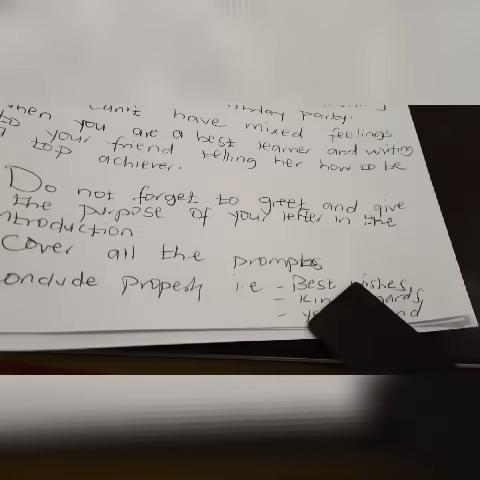 can't have birthday party.
when you are a best mixed feelings
to your friend learner and writing
top achiever. telling her how to be
Do not forget to greet and give
the purpose of your letter in the
introduction.
Cover all the prompts
conclude properly i.e - Best wishes,
-
-